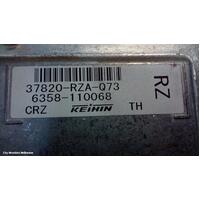 37820-RZA-Q73
6358-110068
CRZ KEIHIN TH
RZ